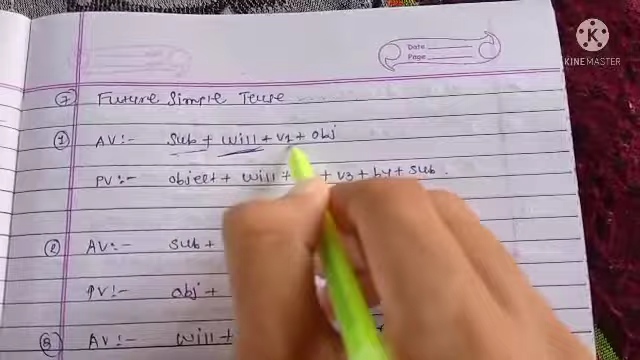 Date
Page
KINEMASTER
⑦ Future Simple Tense
① AV:- Sub + will + V1 + Obj
PV:- object + will + + V3 + by + sub.
② AV:- sub +
PV:- obj +
③ AV:- will +